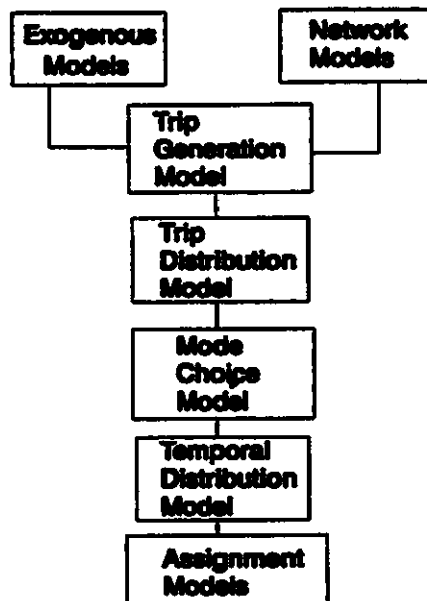 Exogenous
Models
Network
Models
Trip
Generation
Model
Trip
Distribution
Model
Mode
Choice
Model
Temporal
Distribution
Model
Assignment
Models